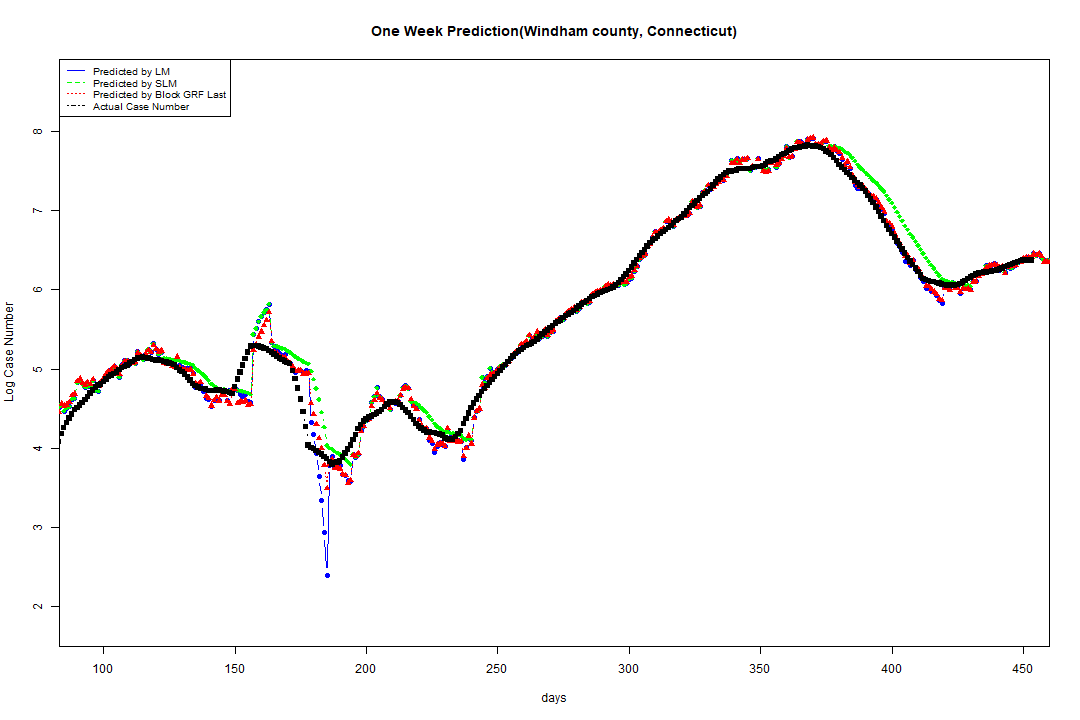 One Week Prediction(Windham county, Connecticut)
Predicted by LM
Predicted by SLM
Predicted by Block GRF Last
Actual Case Number
8
7
6
5
4
3
2
Log Case Number
100 150 200 250 300 350 400 450
days